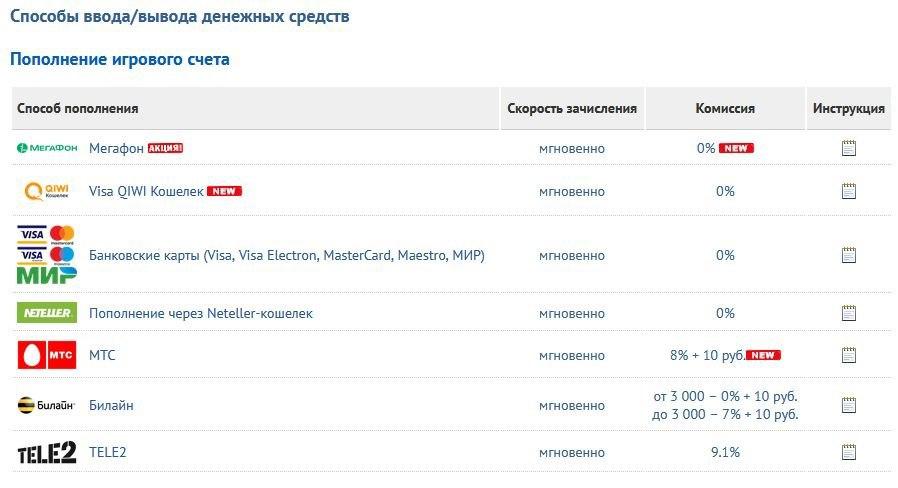 Способы ввода/вывода денежных средств
Пополнение игрового счета
Способ пополнения Скорость зачисления Комиссия Инструкция
МЕГАФОН Мегафон АКЦИЯ! мгновенно 0% NEW
QIWI Кошелек Visa QIWI Кошелек NEW мгновенно 0%
VISA mastercard
VISA Банковские карты (Visa, Visa Electron, MasterCard, Maestro, МИР) мгновенно 0%
МИР
NETELLER Пополнение через Neteller-кошелек мгновенно 0%
МТС МТС мгновенно 8% + 10 руб. NEW
от 3 000 – 0% + 10 руб.
Билайн Билайн мгновенно
до 3 000 – 7% + 10 руб.
TELE2 TELE2 мгновенно 9.1%